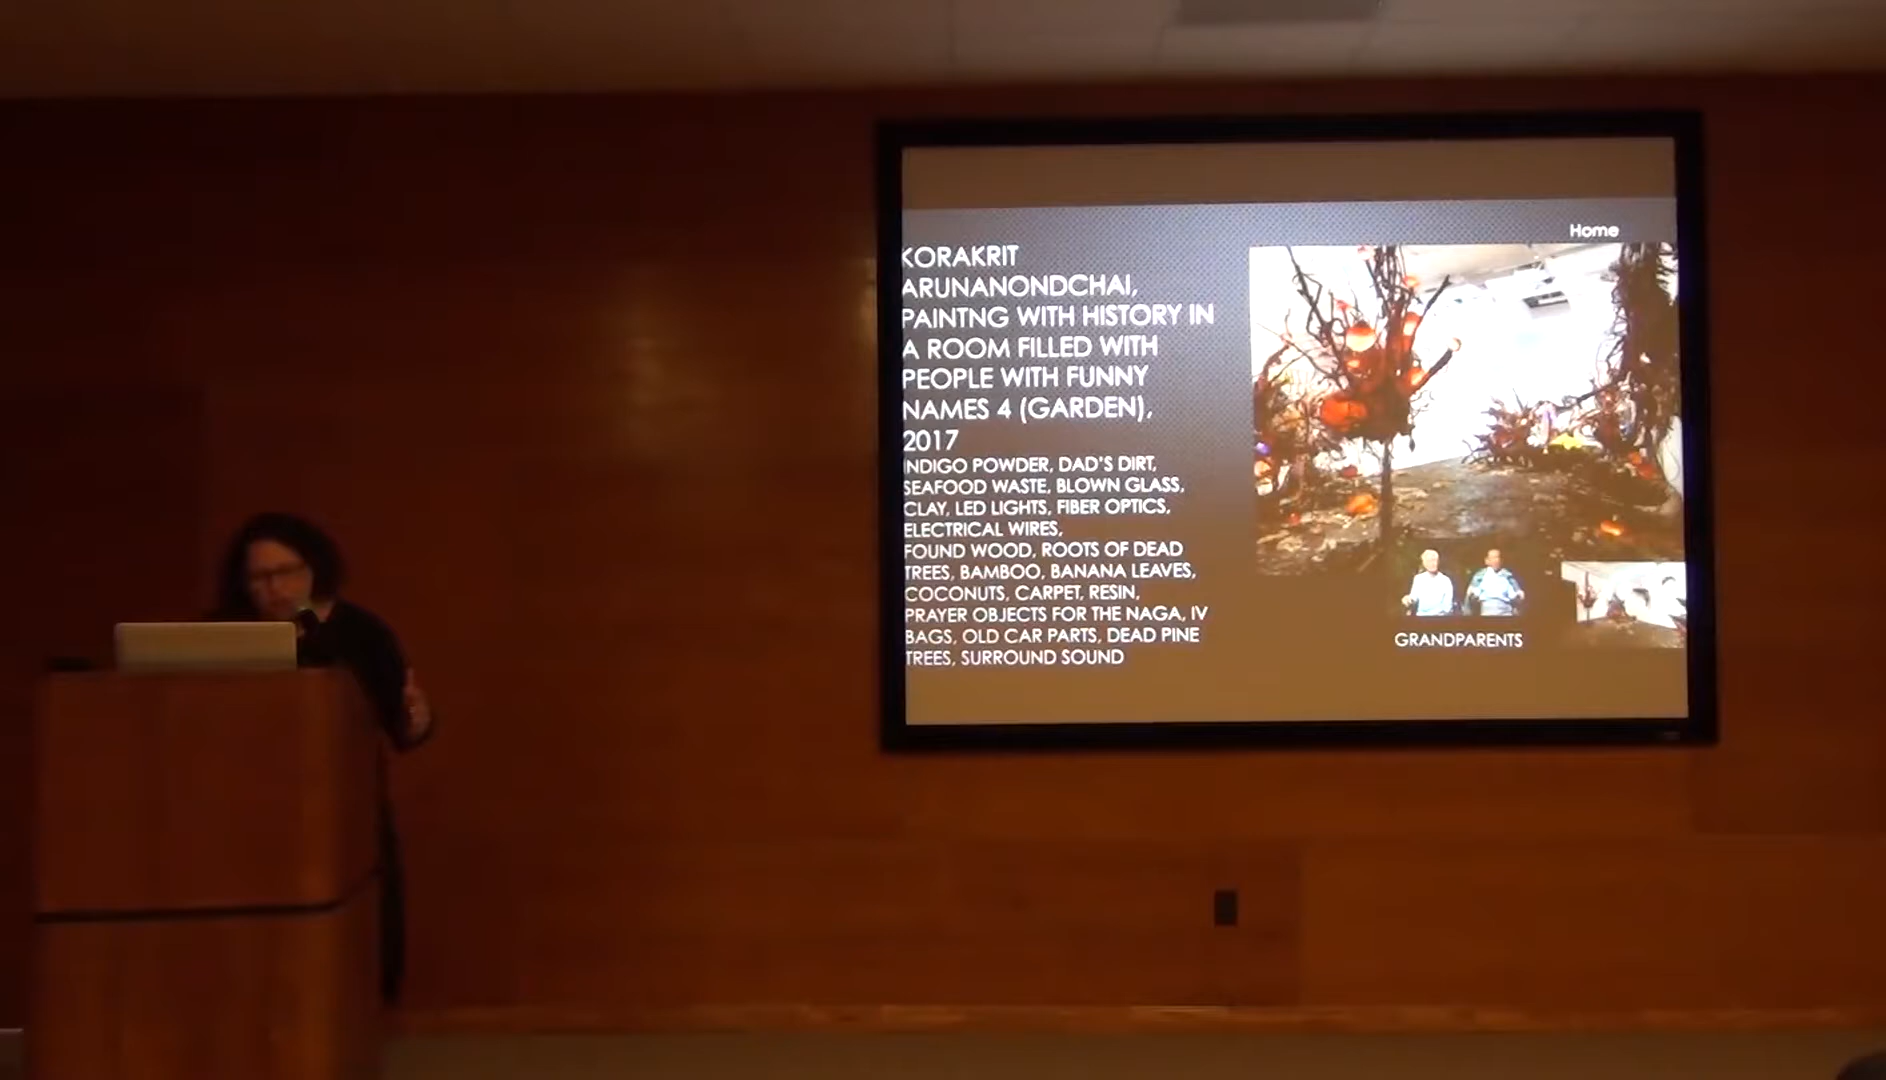 Home
KORAKRIT
ARUNANONDCHAI,
PAINTNG WITH HISTORY IN
A ROOM FILLED WITH
PEOPLE WITH FUNNY
NAMES 4 (GARDEN),
2017
INDIGO POWDER, DAD'S DIRT,
SEAFOOD WASTE, BLOWN GLASS,
CLAY, LED LIGHTS, FIBER OPTICS,
ELECTRICAL WIRES,
FOUND WOOD, ROOTS OF DEAD
TREES, BAMBOO, BANANA LEAVES,
COCONUTS, CARPET, RESIN,
PRAYER OBJECTS FOR THE NAGA, IV
BAGS, OLD CAR PARTS, DEAD PINE
TREES, SURROUND SOUND
GRANDPARENTS